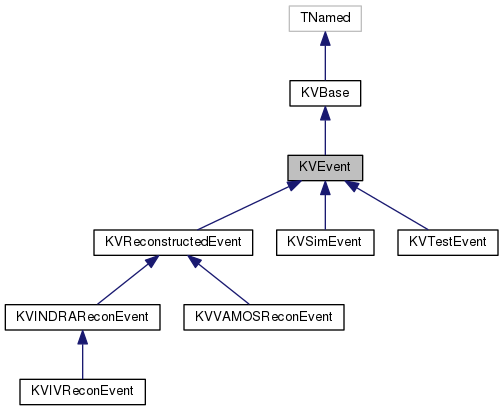 TNamed
KVBase
KVEvent
KVReconstructedEvent
KVSimEvent
KVTestEvent
KVINDRAReconEvent
KVVAMOSReconEvent
KVIVReconEvent